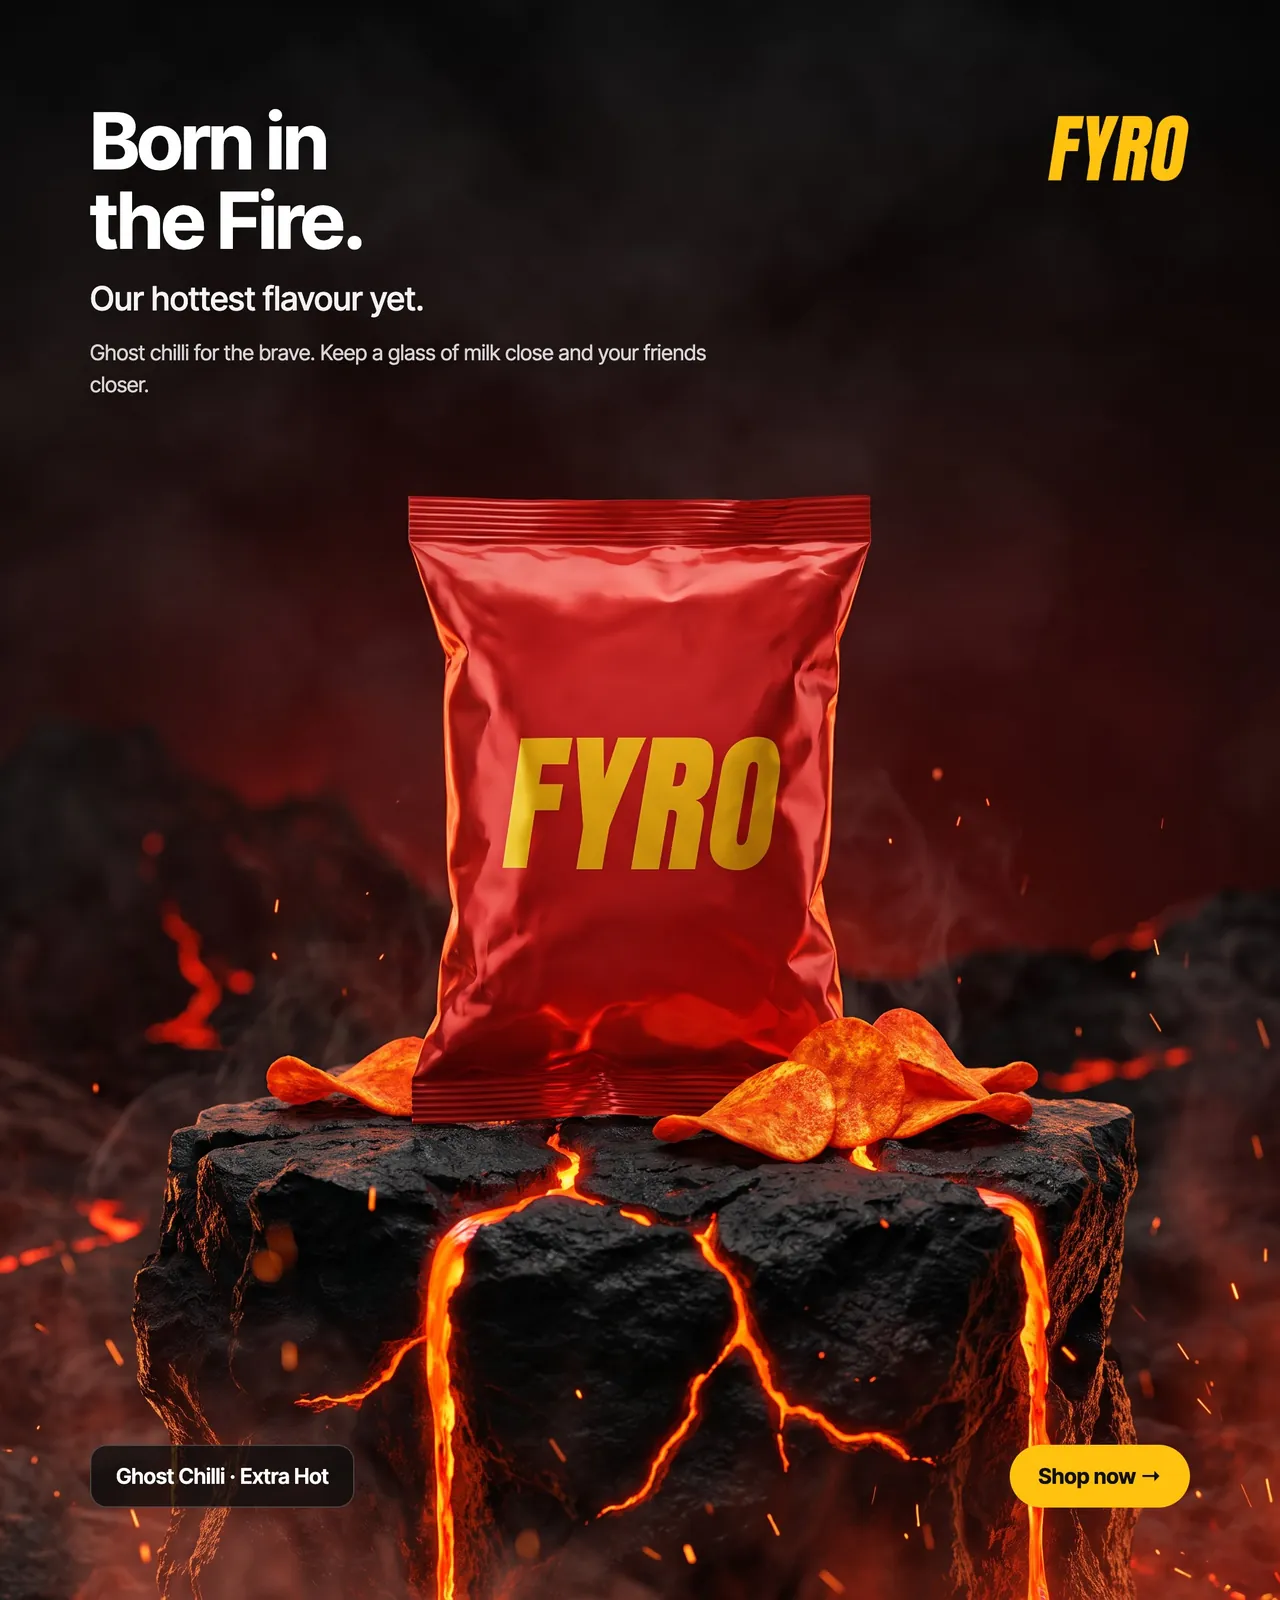 Born in
the Fire.
FYRO
Our hottest flavour yet.
Ghost chilli for the brave. Keep a glass of milk close and your friends
closer.
FYRO
Ghost Chilli · Extra Hot
Shop now →